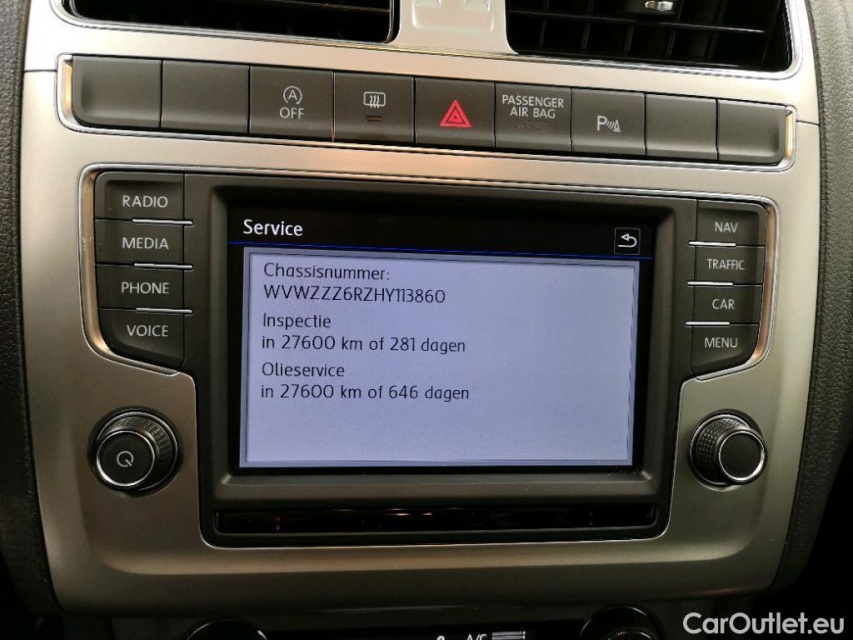 A
OFF
PASSENGER
AIR BAG
P
RADIO
MEDIA
PHONE
VOICE
Service
Chassisnummer:
WVWZZZ6RZHY113860
Inspectie
in 27600 km of 281 dagen
Olieservice
in 27600 km of 646 dagen
NAV
TRAFFIC
CAR
MENU
A/C
CarOutlet.eu